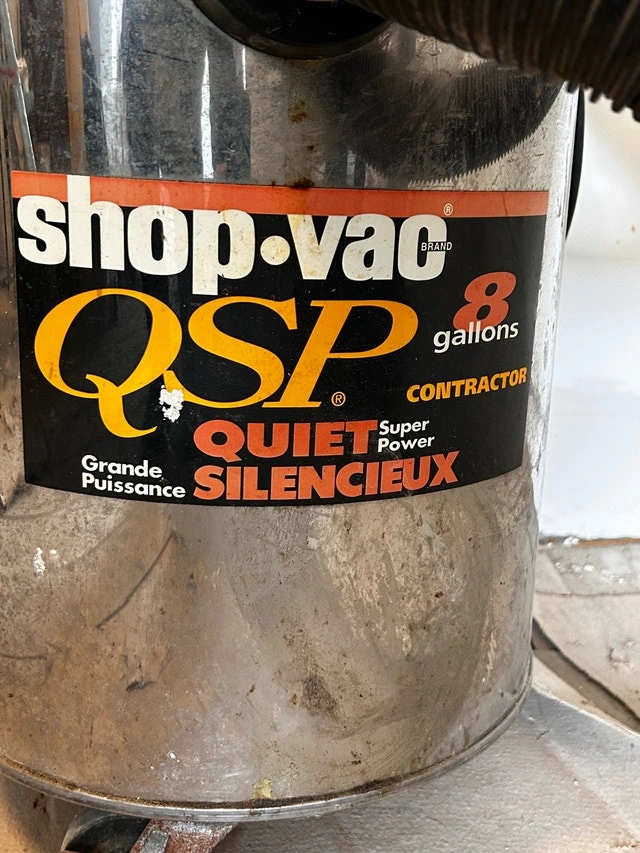 shop·vac®
BRAND
QSP®
8
gallons
CONTRACTOR
QUIET Super
Power
Grande
Puissance
SILENCIEUX